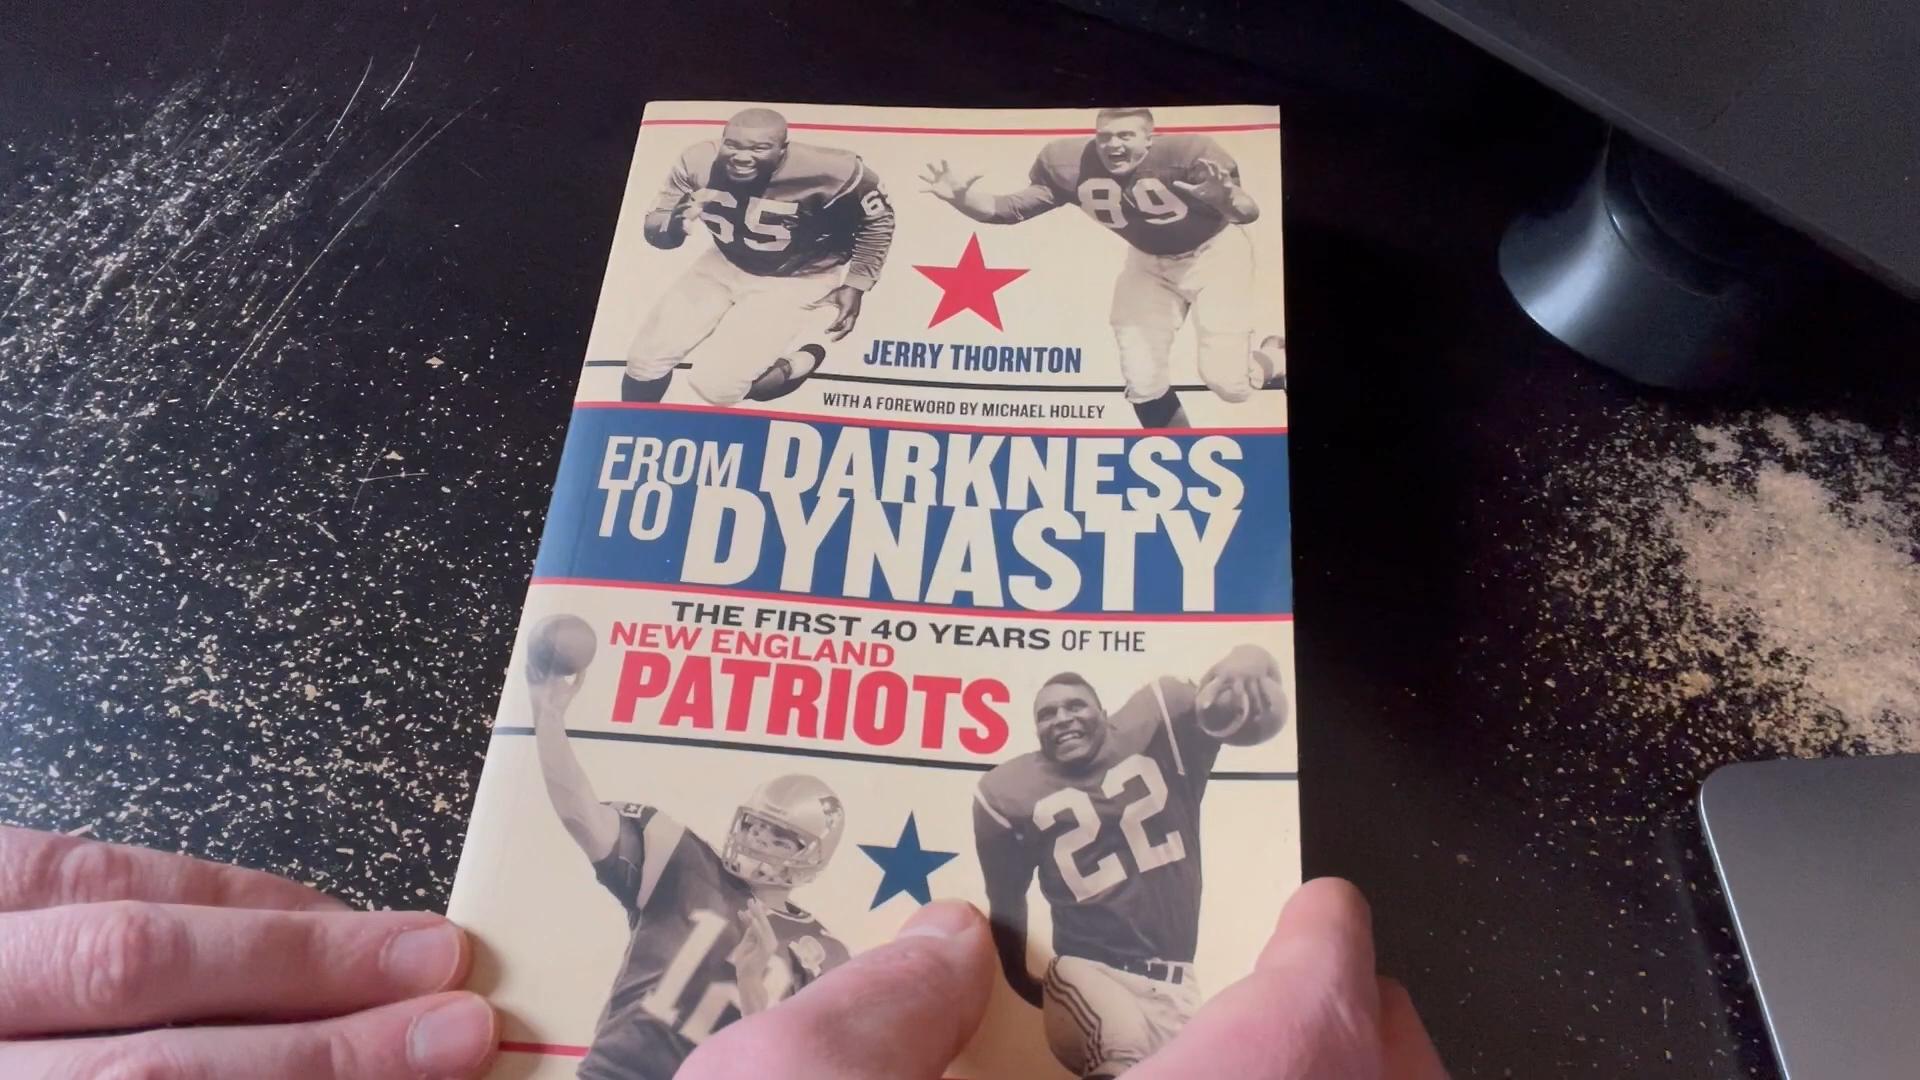 65
6
89
JERRY THORNTON
WITH A FOREWORD BY MICHAEL HOLLEY
FROM DARKNESS
TO DYNASTY
THE FIRST 40 YEARS OF THE
NEW ENGLAND
PATRIOTS
22